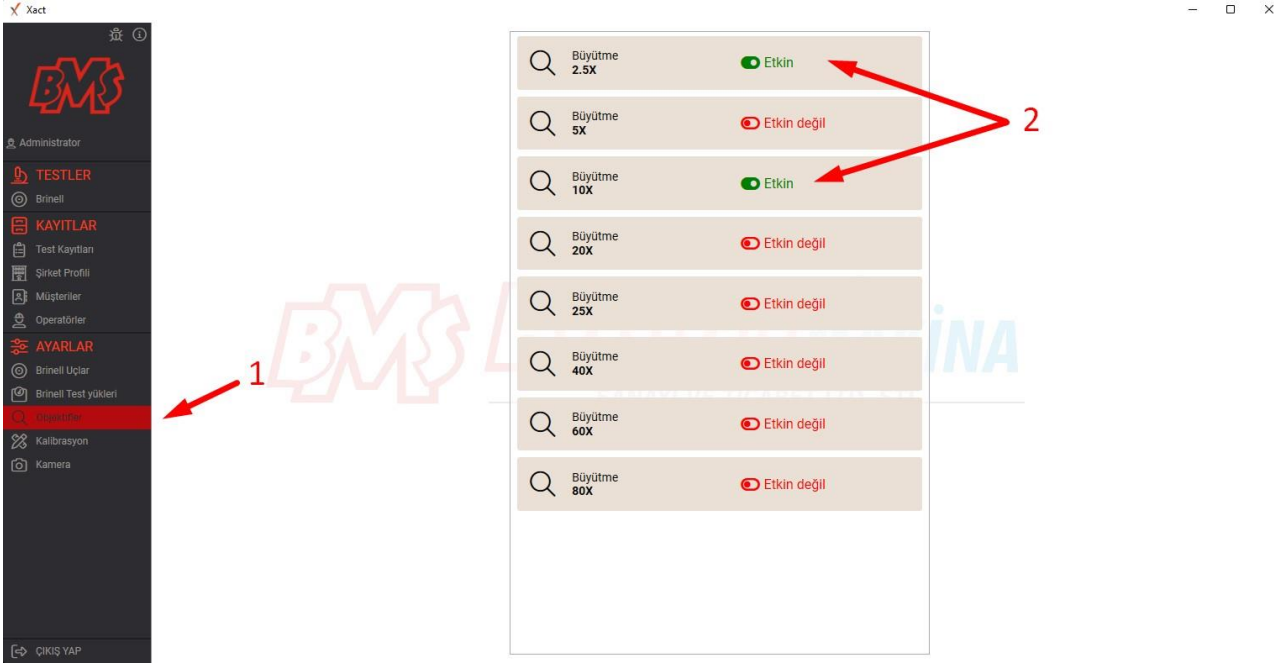 Xact
BMS
Administrator
TESTLER
Brinell
KAYITLAR
Test Kayıtları
Şirket Profili
Müşteriler
Operatörler
AYARLAR
Brinell Uçlar
Brinell Test yükleri
Objektifler
Kalibrasyon
Kamera
ÇIKIŞ YAP
1
Büyütme
2.5X
Etkin
Büyütme
5X
Etkin değil
Büyütme
10X
Etkin
Büyütme
20X
Etkin değil
Büyütme
25X
Etkin değil
Büyütme
40X
Etkin değil
Büyütme
60X
Etkin değil
Büyütme
80X
Etkin değil
2
BMS